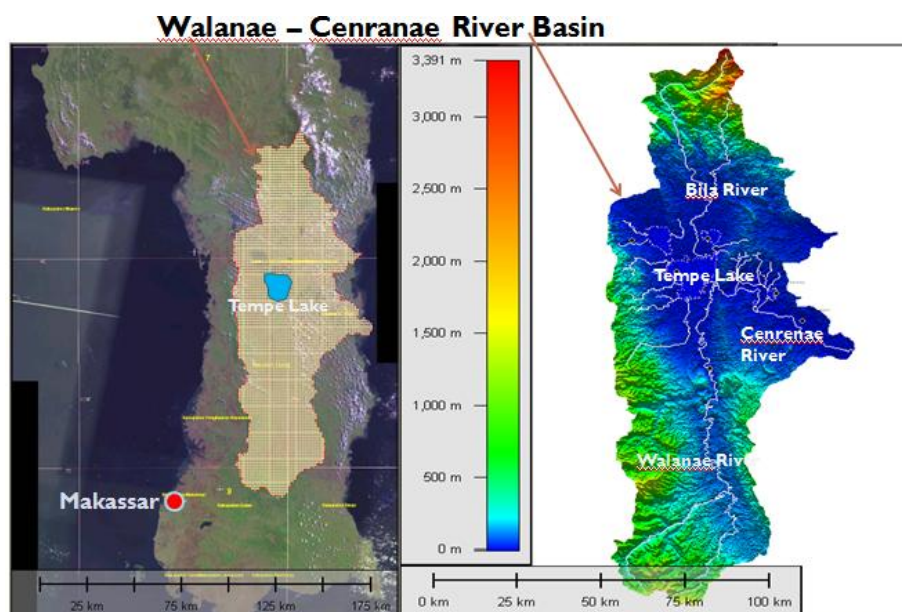 Walanae – Cenranae River Basin
3,391 m
3,000 m
2,500 m
2,000 m
1,500 m
1,000 m
500 m
0 m
Tempe Lake
Makassar
25 km
75 km
125 km
175 km
Bila River
Tempe Lake
Cenrenae
River
Walanae Riv
0 km
25 km
50 km
75 km
100 km